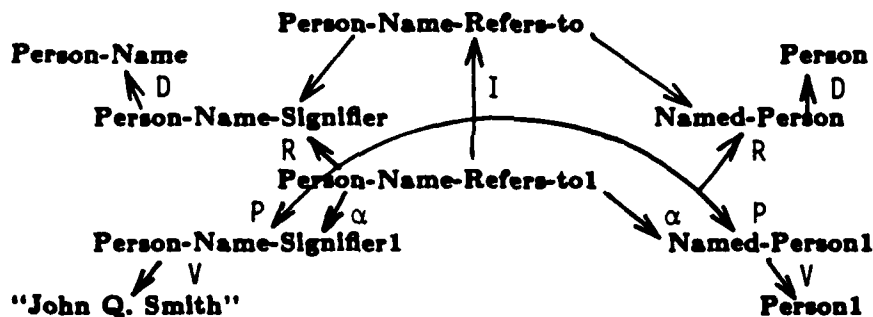 Person-Name-Refers-to
Person-Name
Person
D
I
D
Person-Name-Signifier
Named-Person
R
R
Person-Name-Refers-to1
P
α
α
P
Person-Name-Signifier1
Named-Person1
V
V
"John Q. Smith"
Person1